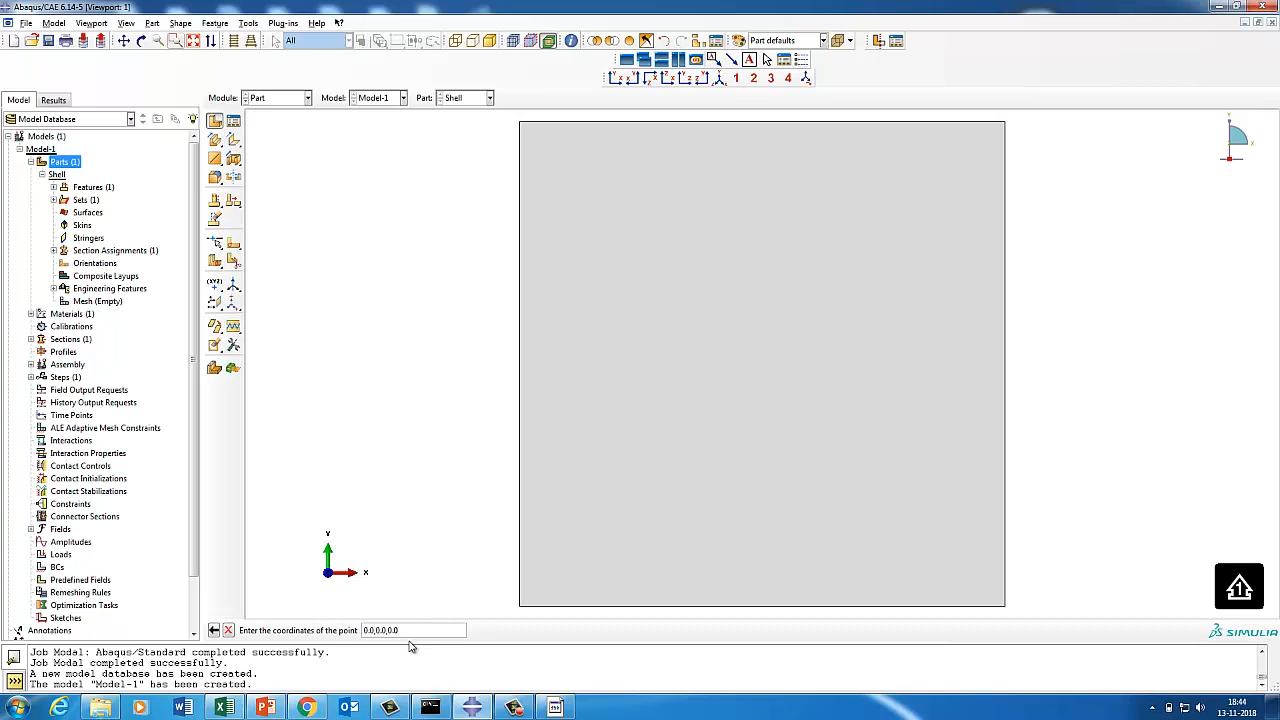 Abaqus/CAE 6.14-5 [Viewport: 1]
File Model Viewport View Part Shape Feature Tools Plug-ins Help
All Part defaults
1 2 3 4
Model Results Module: Part Model: Model-1 Part: Shell
Model Database
Models (1)
Model-1
Parts (1)
Shell
Features (1)
Sets (1)
Surfaces
Skins
Stringers
Section Assignments (1)
Orientations
Composite Layups
Engineering Features
Mesh (Empty)
Materials (1)
Calibrations
Sections (1)
Profiles
Assembly
Steps (1)
Field Output Requests
History Output Requests
Time Points
ALE Adaptive Mesh Constraints
Interactions
Interaction Properties
Contact Controls
Contact Initializations
Contact Stabilizations
Constraints
Connector Sections
Fields
Amplitudes
Loads
BCs
Predefined Fields
Remeshing Rules
Optimization Tasks
Sketches
Annotations
Y
X
Y
X
1
Enter the coordinates of the point 0.0,0.0,0.0
SIMULIA
Job Modal: Abaqus/Standard completed successfully.
Job Modal completed successfully.
A new model database has been created.
The model "Model-1" has been created.
18:44
13-11-2018